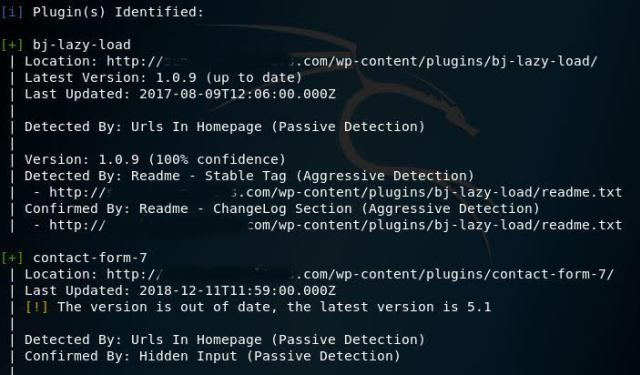 [i] Plugin(s) Identified:
[+] bj-lazy-load
| Location: http:// .com/wp-content/plugins/bj-lazy-load/
| Latest Version: 1.0.9 (up to date)
| Last Updated: 2017-08-09T12:06:00.000Z
|
| Detected By: Urls In Homepage (Passive Detection)
|
| Version: 1.0.9 (100% confidence)
| Detected By: Readme - Stable Tag (Aggressive Detection)
|  - http:// s.com/wp-content/plugins/bj-lazy-load/readme.txt
| Confirmed By: Readme - ChangeLog Section (Aggressive Detection)
|  - http:// com/wp-content/plugins/bj-lazy-load/readme.txt
[+] contact-form-7
| Location: http:// .com/wp-content/plugins/contact-form-7/
| Last Updated: 2018-12-11T11:59:00.000Z
| [!] The version is out of date, the latest version is 5.1
|
| Detected By: Urls In Homepage (Passive Detection)
| Confirmed By: Hidden Input (Passive Detection)
|